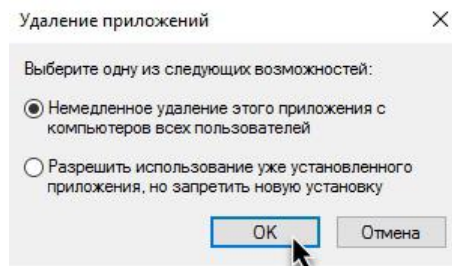 Удаление приложений
Выберите одну из следующих возможностей:
Немедленное удаление этого приложения с
компьютеров всех пользователей
Разрешить использование уже установленного
приложения, но запретить новую установку
OK
Отмена